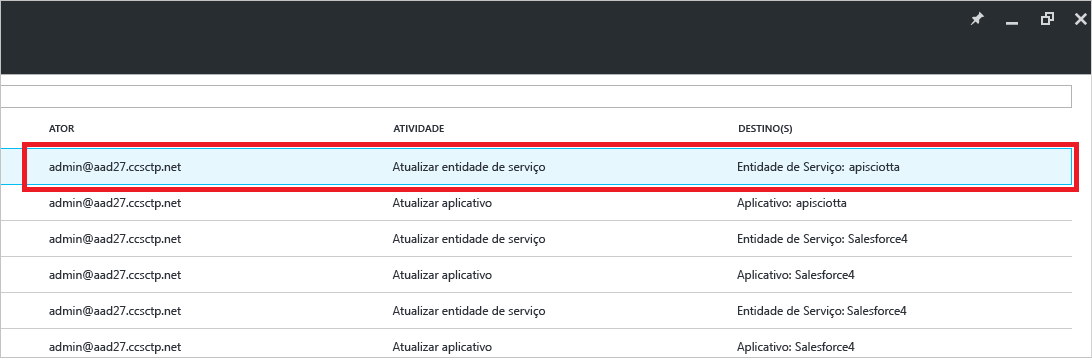 ATOR ATIVIDADE DESTINO(S)
admin@aad27.ccsctp.net Atualizar entidade de serviço Entidade de Serviço: apisciotta
admin@aad27.ccsctp.net Atualizar aplicativo Aplicativo: apisciotta
admin@aad27.ccsctp.net Atualizar entidade de serviço Entidade de Serviço: Salesforce4
admin@aad27.ccsctp.net Atualizar aplicativo Aplicativo: Salesforce4
admin@aad27.ccsctp.net Atualizar entidade de serviço Entidade de Serviço: Salesforce4
admin@aad27.ccsctp.net Atualizar aplicativo Aplicativo: Salesforce4